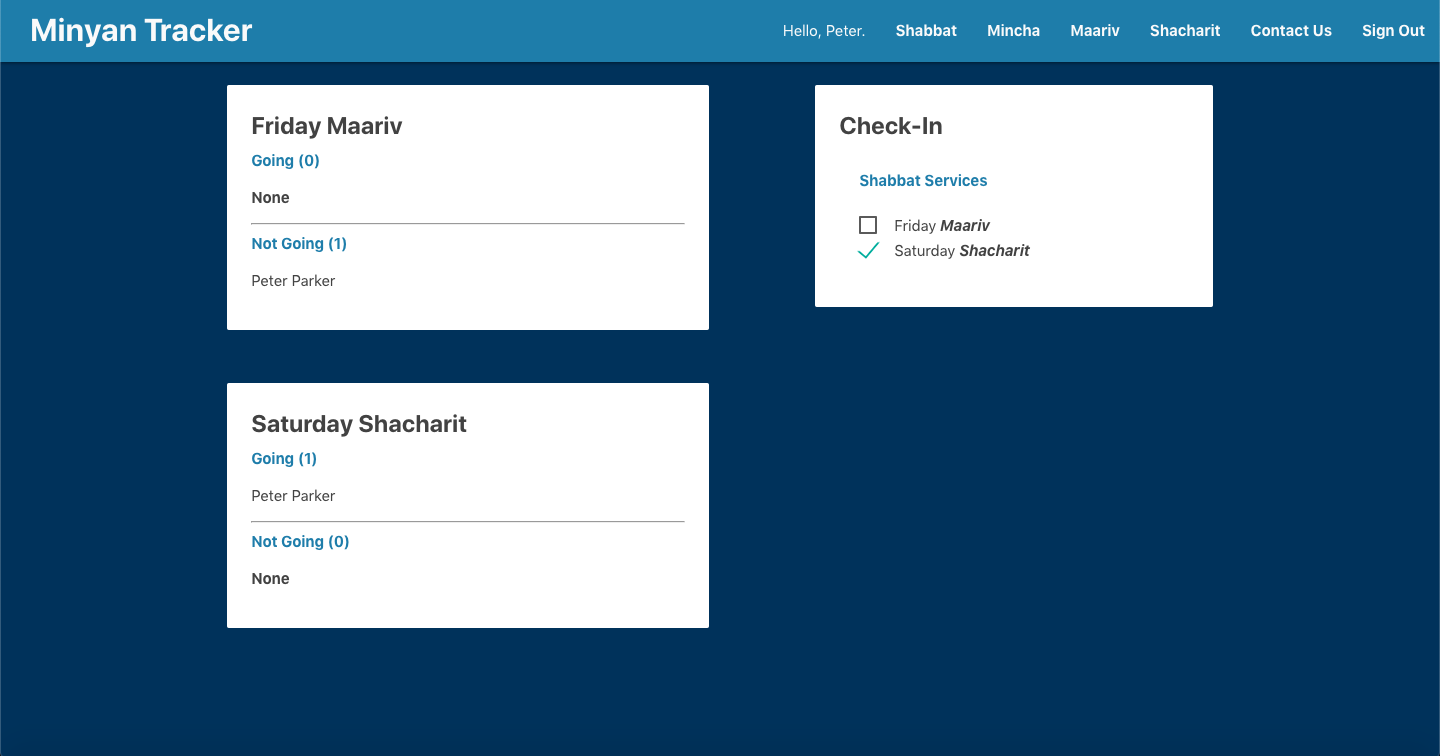 Minyan Tracker
Hello, Peter. Shabbat Mincha Maariv Shacharit Contact Us Sign Out
Friday Maariv
Going (0)
None
Not Going (1)
Peter Parker
Saturday Shacharit
Going (1)
Peter Parker
Not Going (0)
None
Check-In
Shabbat Services
Friday Maariv
Saturday Shacharit